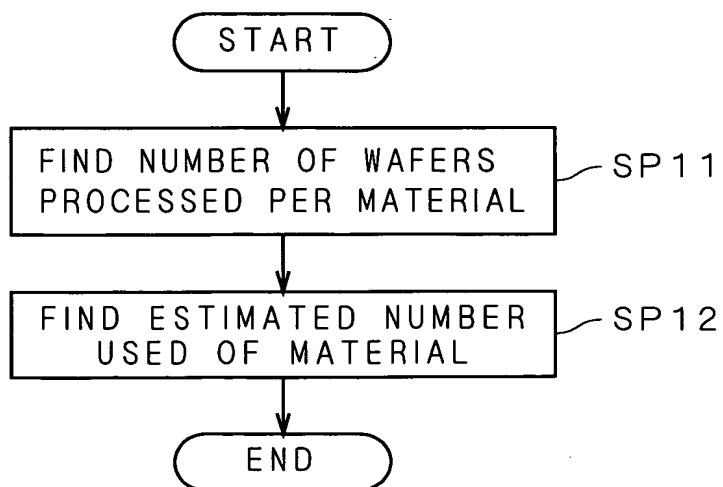 START
FIND NUMBER OF WAFERS
PROCESSED PER MATERIAL
SP11
FIND ESTIMATED NUMBER
USED OF MATERIAL
SP12
END